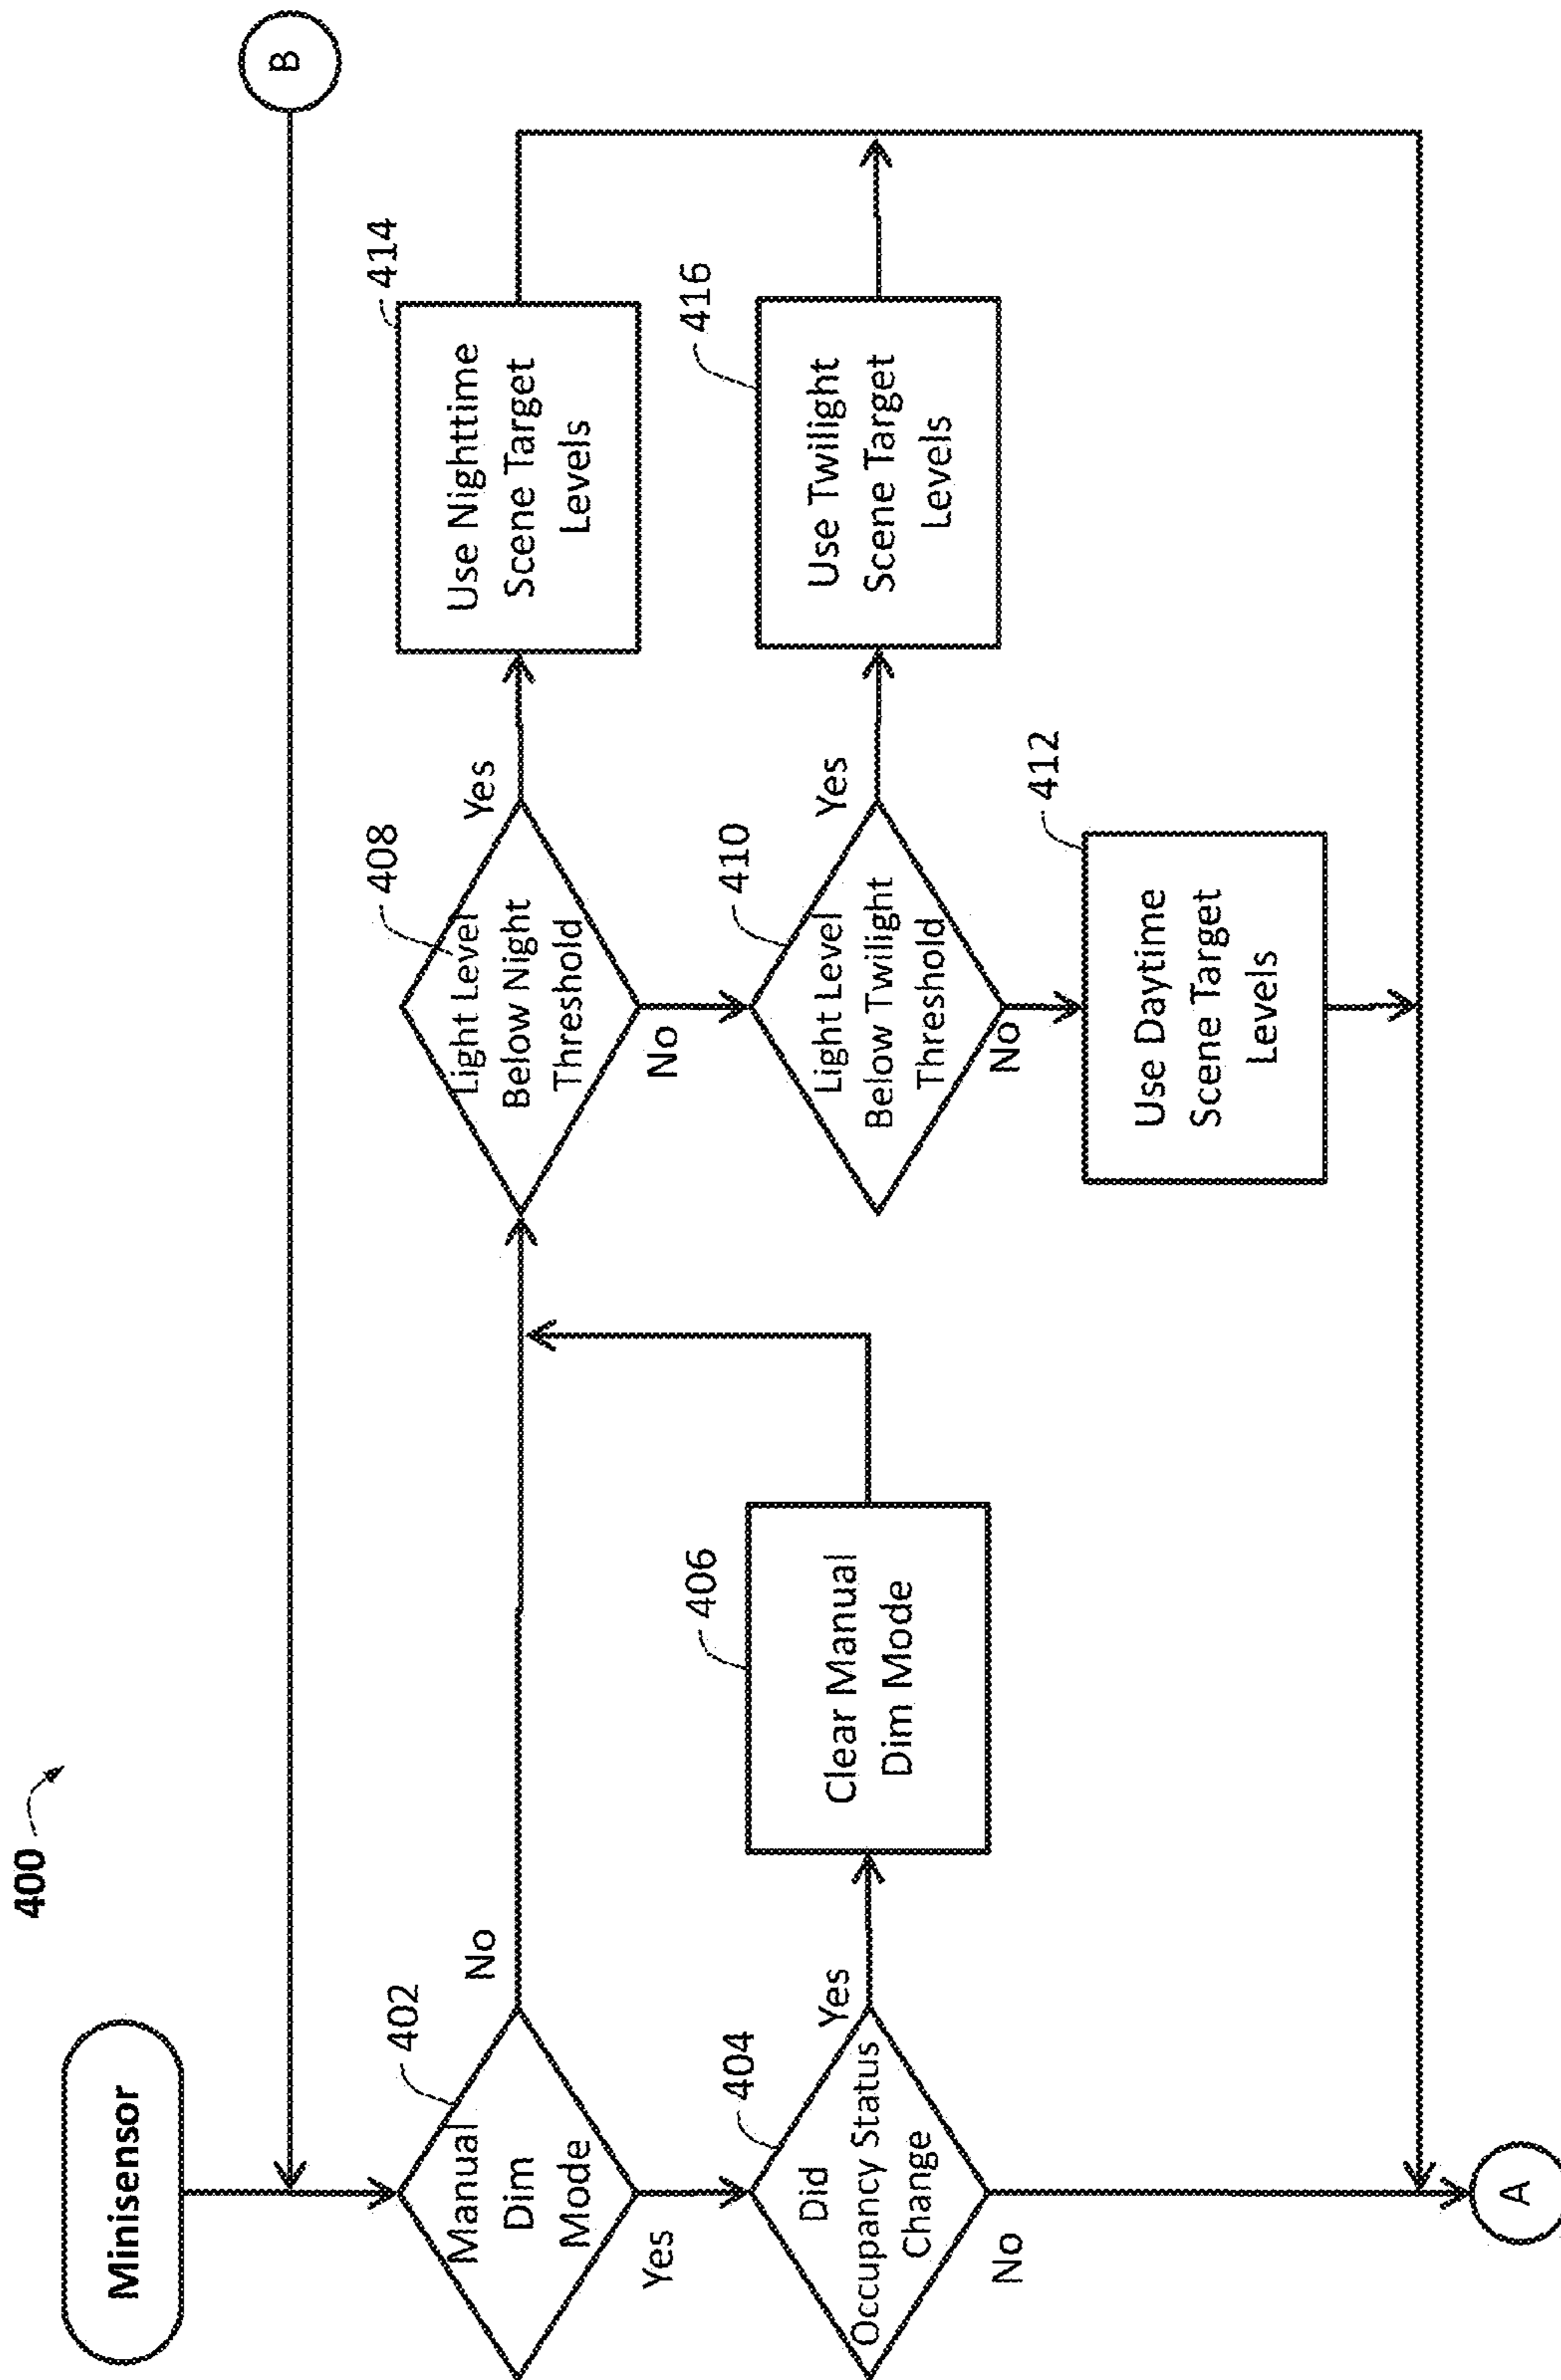 400
Minisensor
B
Manual
Dim
Mode
402
No
Yes
Did
Occupancy Status
Change
404
Yes
No
Clear Manual
Dim Mode
406
Light Level
Below Night
Threshold
408
Yes
No
Use Nighttime
Scene Target
Levels
414
Light Level
Below Twilight
Threshold
410
Yes
No
Use Twilight
Scene Target
Levels
416
Use Daytime
Scene Target
Levels
412
A